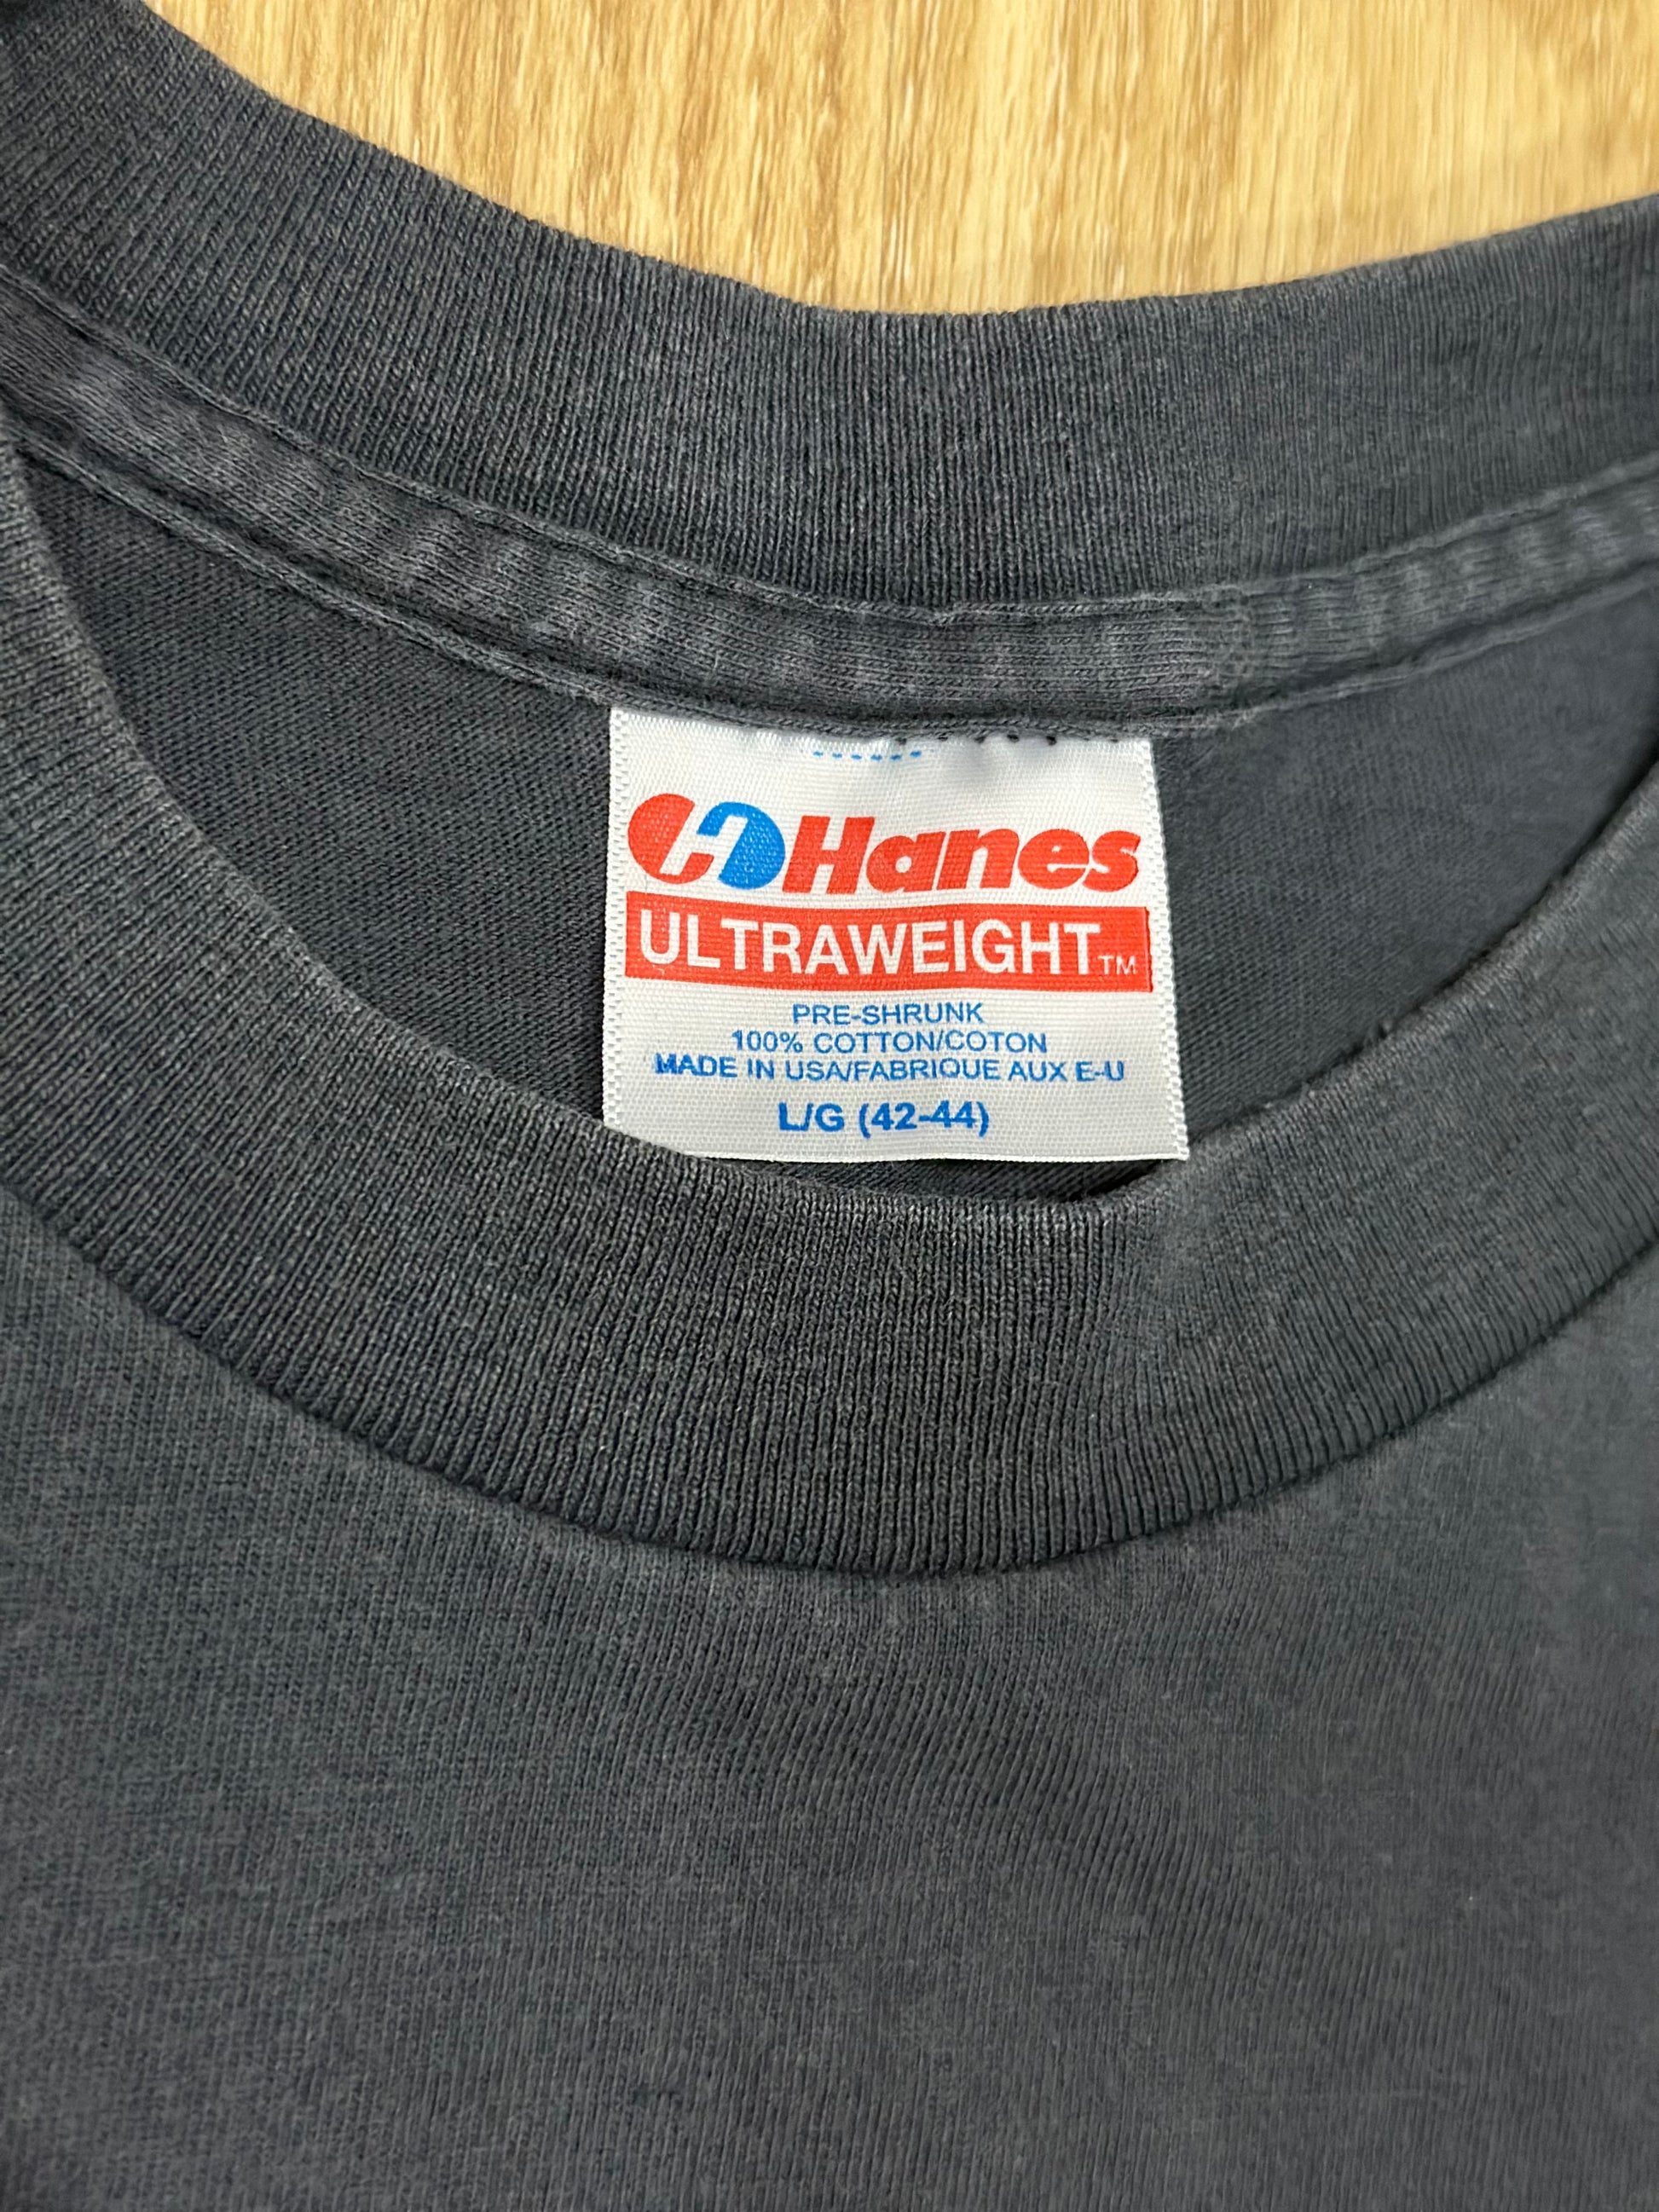 Hanes
ULTRAWEIGHT™
PRE-SHRUNK
100% COTTON/COTON
MADE IN USA/FABRIQUE AUX E-U
L/G (42-44)